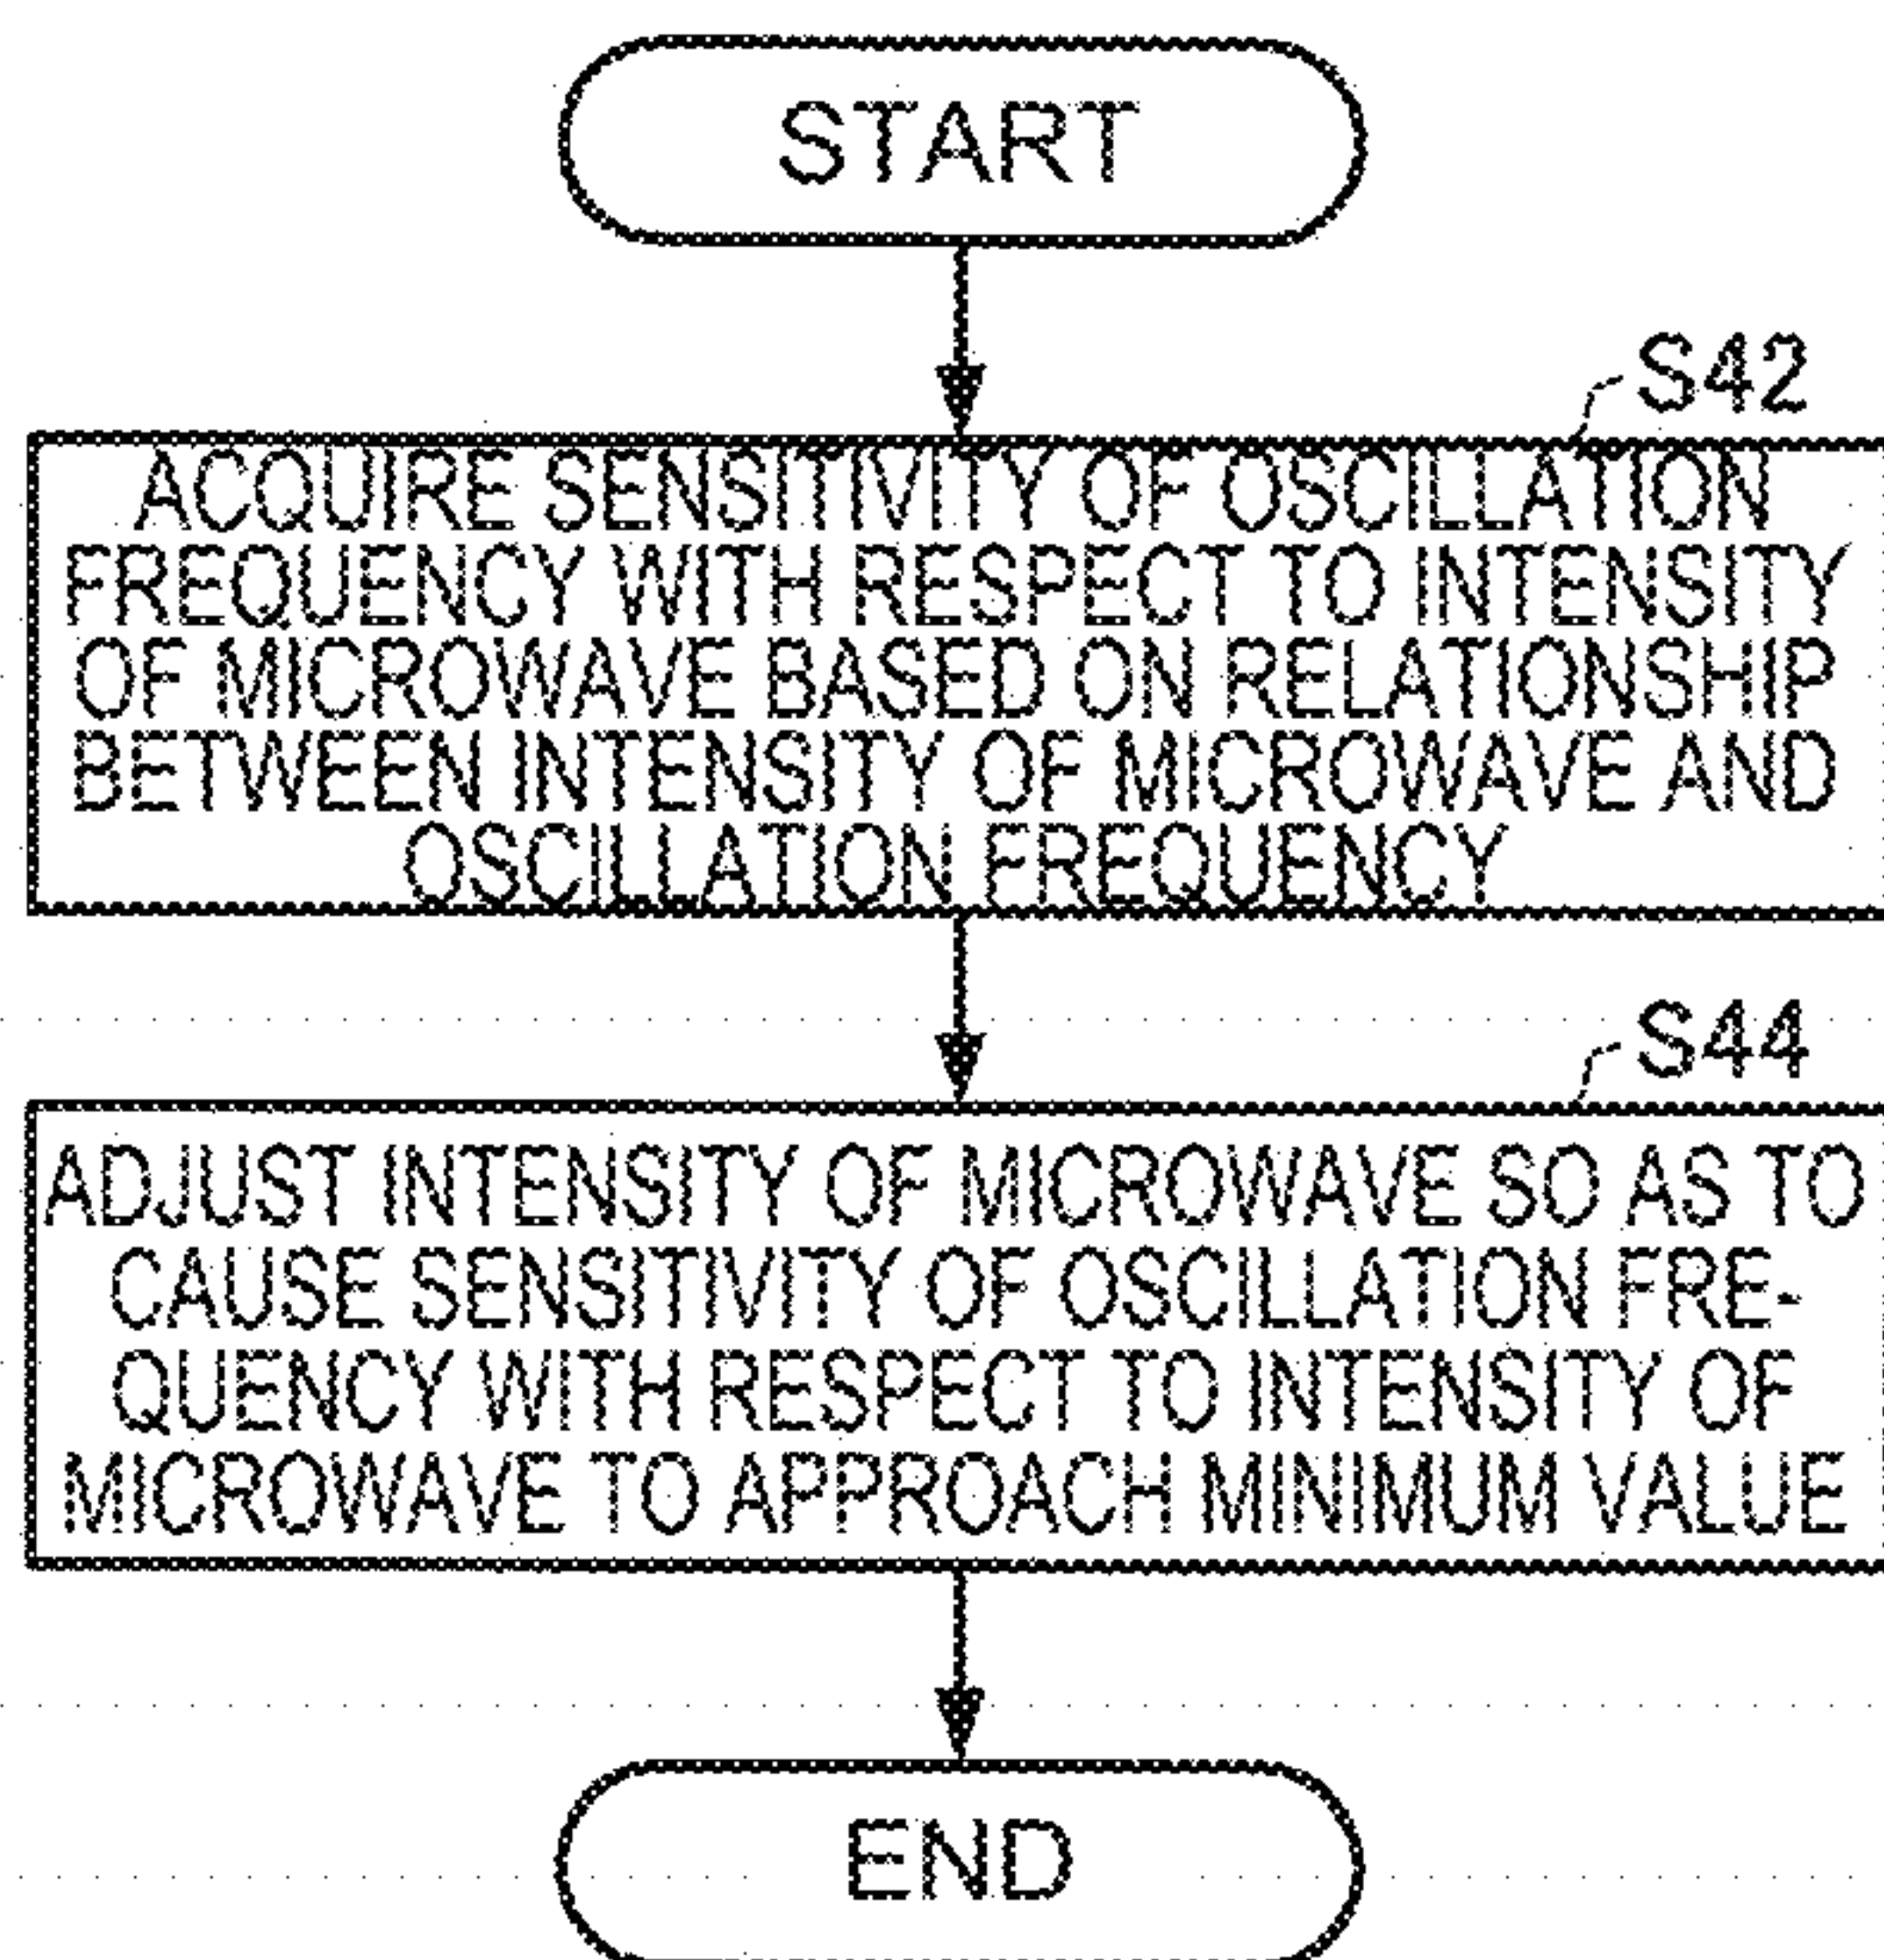 START
S42
ACQUIRE SENSITIVITY OF OSCILLATION
FREQUENCY WITH RESPECT TO INTENSITY
OF MICROWAVE BASED ON RELATIONSHIP
BETWEEN INTENSITY OF MICROWAVE AND
OSCILLATION FREQUENCY
S44
ADJUST INTENSITY OF MICROWAVE SO AS TO
CAUSE SENSITIVITY OF OSCILLATION FRE-
QUENCY WITH RESPECT TO INTENSITY OF
MICROWAVE TO APPROACH MINIMUM VALUE
END